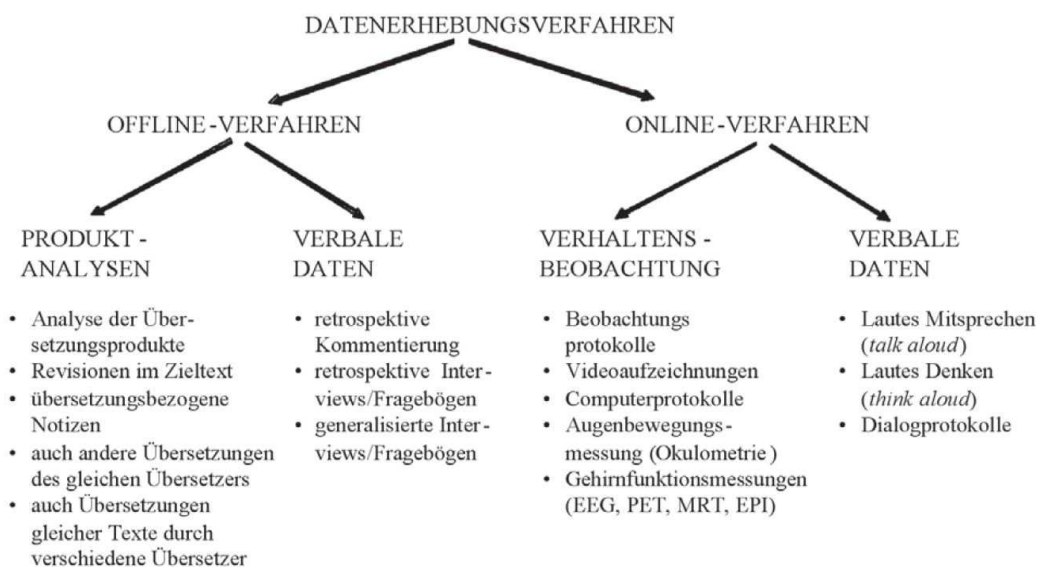 DATENERHEBUNGSVERFAHREN
OFFLINE-VERFAHREN
ONLINE-VERFAHREN
PRODUKT-
ANALYSEN
• Analyse der Über-
setzungsprodukte
• Revisionen im Zieltext
• übersetzungsbezogene
Notizen
• auch andere Übersetzungen
des gleichen Übersetzers
• auch Übersetzungen
gleicher Texte durch
verschiedene Übersetzer
VERBALE
DATEN
• retrospektive
Kommentierung
• retrospektive Inter-
views/Fragebögen
• generalisierte Inter-
views/Fragebögen
VERHALTENS-
BEOBACHTUNG
• Beobachtungs
protokolle
• Videoaufzeichnungen
• Computerprotokolle
• Augenbewegungs-
messung (Okulometrie)
• Gehirnfunktionsmessungen
(EEG, PET, MRT, EPI)
VERBALE
DATEN
• Lautes Mitsprechen
(talk aloud)
• Lautes Denken
(think aloud)
• Dialogprotokolle